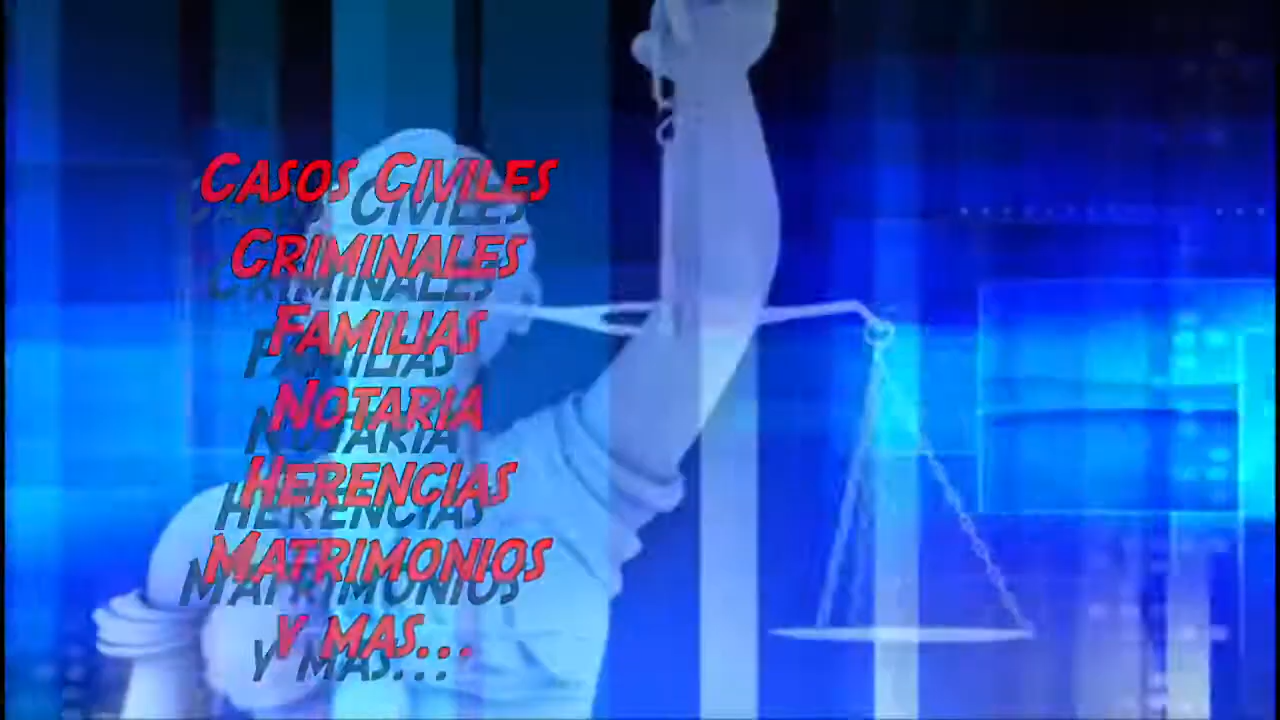 Casos Civiles
Criminales
Familias
Notaria
Herencias
Matrimonios
y mas...